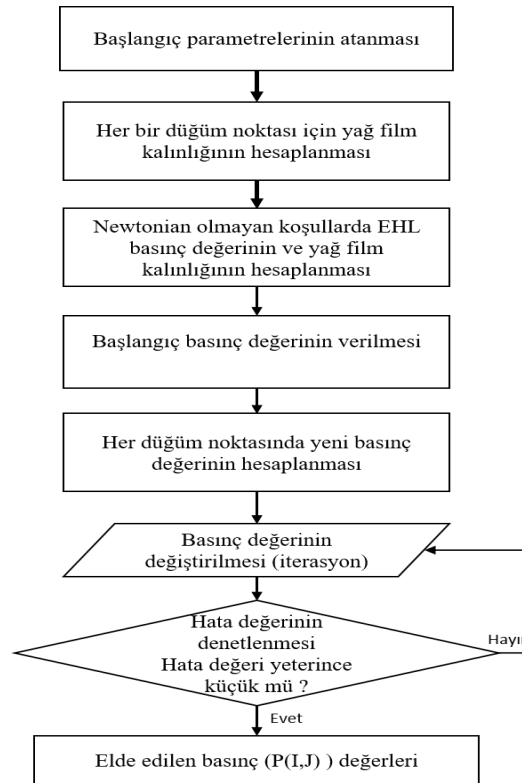 Başlangıç parametrelerinin atanması
Her bir düğüm noktası için yağ film
kalınlığının hesaplanması
Newtonian olmayan koşullarda EHL
basınç değerinin ve yağ film
kalınlığının hesaplanması
Başlangıç basınç değerinin verilmesi
Her düğüm noktasında yeni basınç
değerinin hesaplanması
Basınç değerinin
değiştirilmesi (iterasyon)
Hata değerinin
denetlenmesi
Hata değeri yeterince
küçük mü ?
Hayır
Evet
Elde edilen basınç (P(I,J) ) değerleri